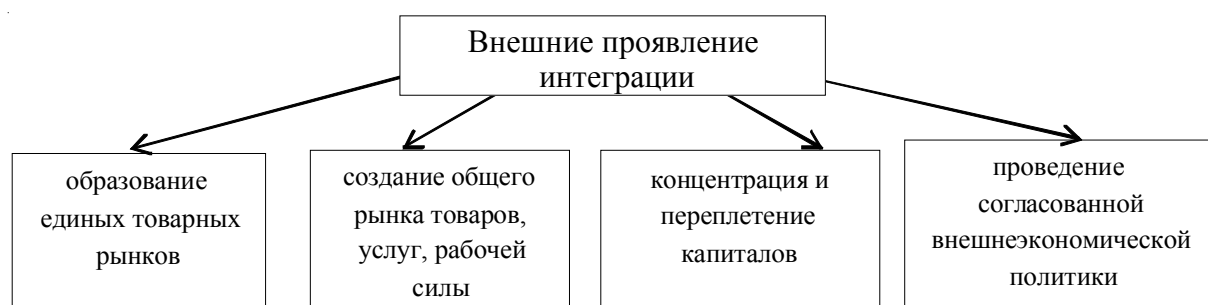 Внешние проявление
интеграции
образование
единых товарных
рынков
создание общего
рынка товаров,
услуг, рабочей
силы
концентрация и
переплетение
капиталов
проведение
согласованной
внешнеэкономической
политики